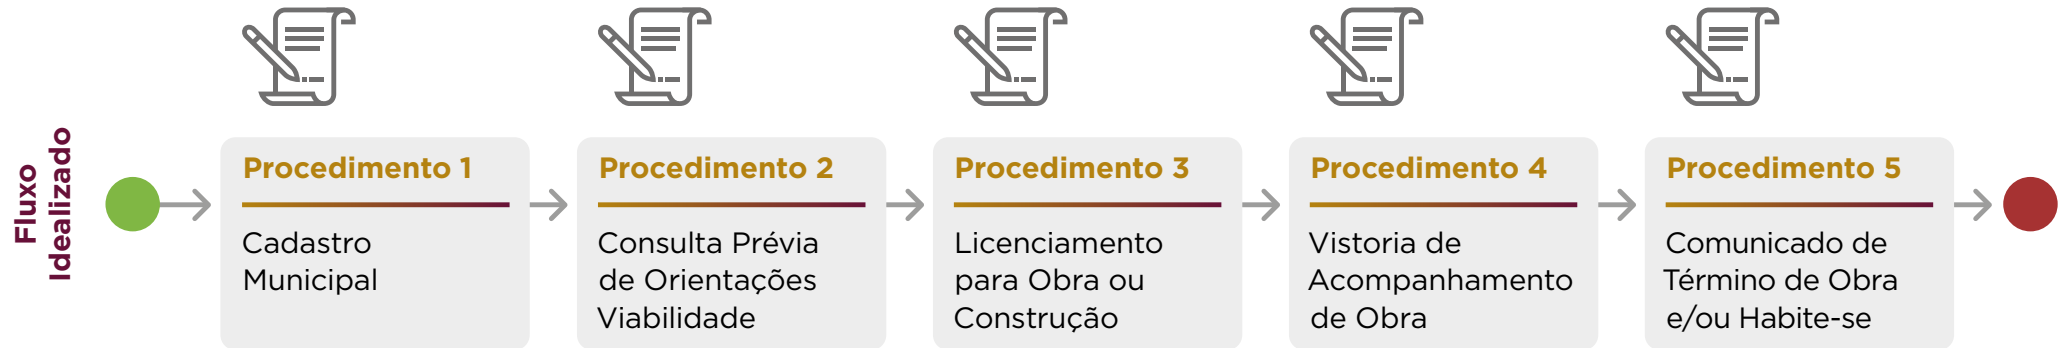 Fluxo
Idealizado
Procedimento 1
Cadastro
Municipal
Procedimento 2
Consulta Prévia
de Orientações
Viabilidade
Procedimento 3
Licenciamento
para Obra ou
Construção
Procedimento 4
Vistoria de
Acompanhamento
de Obra
Procedimento 5
Comunicado de
Término de Obra
e/ou Habite-se